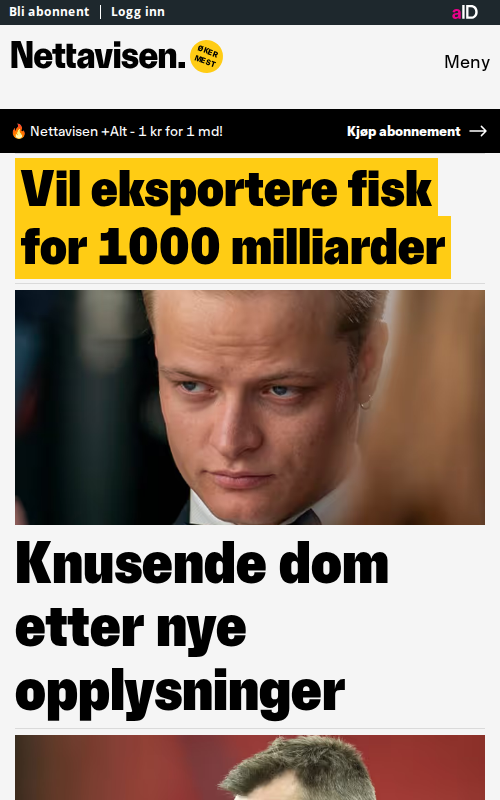 Bli abonnent | Logg inn
aID
Nettavisen.
ØKER
MEST
Meny
Nettavisen +Alt - 1 kr for 1 md!
Kjøp abonnement
Vil eksportere fisk
for 1000 milliarder
Knusende dom
etter nye
opplysninger